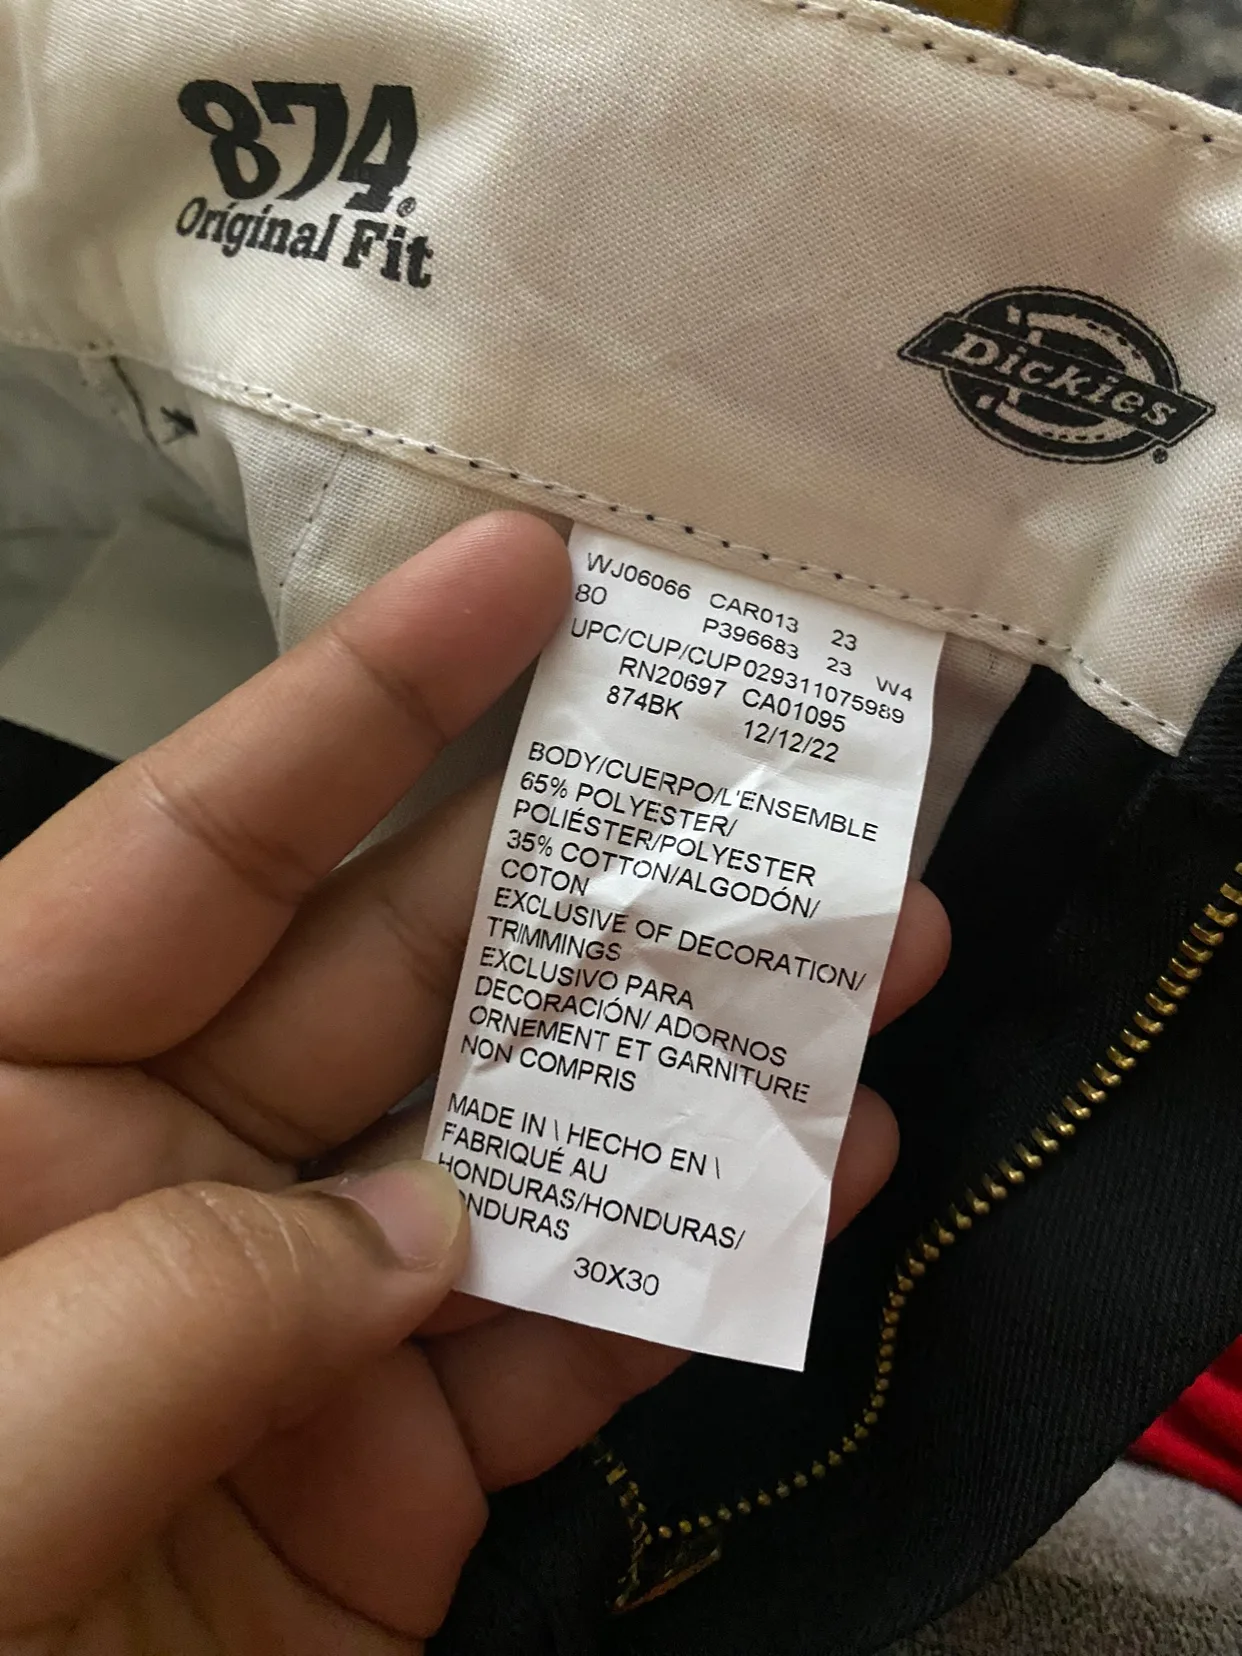 874®
Original Fit
Dickies®
WJ06066 CAR013 23
80 P396683 23 W4
UPC/CUP/CUP029311075989
RN20697 CA01095
874BK 12/12/22
BODY/CUERPO/L'ENSEMBLE
65% POLYESTER/
POLIÉSTER/POLYESTER
35% COTTON/ALGODÓN/
COTON
EXCLUSIVE OF DECORATION/
TRIMMINGS
EXCLUSIVO PARA
DECORACIÓN/ ADORNOS
ORNEMENT ET GARNITURE
NON COMPRIS
MADE IN \ HECHO EN \
FABRIQUÉ AU
HONDURAS/HONDURAS/
ONDURAS
30X30